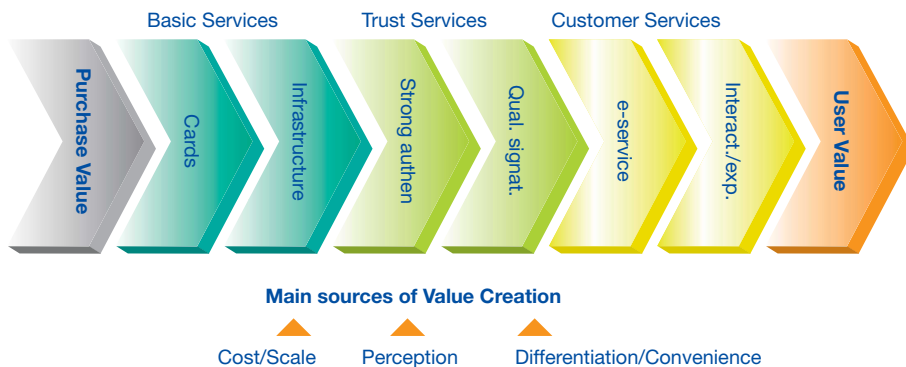 Basic Services
Trust Services
Customer Services
Purchase Value
Cards
Infrastructure
Strong authen
Qual. signat.
e-service
Interact./exp.
User Value
Main sources of Value Creation
Cost/Scale
Perception
Differentiation/Convenience